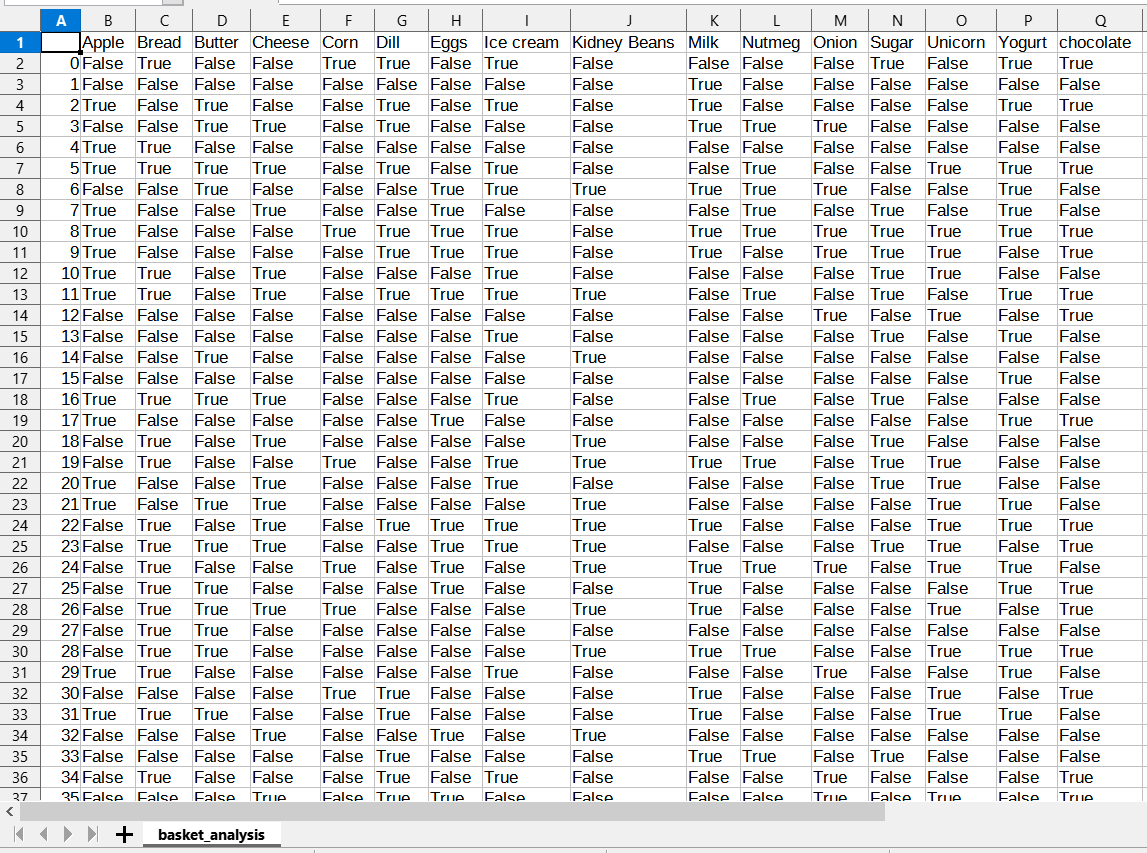 A B C D E F G H I J K L M N O P Q
1 Apple Bread Butter Cheese Corn Dill Eggs Ice cream Kidney Beans Milk Nutmeg Onion Sugar Unicorn Yogurt chocolate
2 0 False True False False True True False True False False False False True False True True
3 1 False False False False False False False False False True False False False False False False
4 2 True False True False False True False True False True False False False False True True
5 3 False False True True False True False False False True True True False False False False
6 4 True True False False False False False False False False False False False False False False
7 5 True True True True False True False True False False True False False True True True
8 6 False False True False False False True True True True True True False False True False
9 7 True False False True False False True False False False True False True False True False
10 8 True False False False True True True True False True True True True True True True
11 9 True False False False False True True True False True False True True True False True
12 10 True True False True False False False True False False False False True True False False
13 11 True True False True False True True True True False True False True False True True
14 12 False False False False False False False False False False False True False True False True
15 13 False False False False False False False True False False False False True False True False
16 14 False False True False False False False False True False False False False False False False
17 15 False False False False False False False False False False False False False False True False
18 16 True True True True False False False True False False True False True False False False
19 17 True False False False False False True False False False False False False False True True
20 18 False True False True False False False False True False False False True False False False
21 19 False True False False True False False True True True True False True True False False
22 20 True False False True False False False True False False False False True True False False
23 21 True False True True False False False False True False False False False True True False
24 22 False True False True False True True True True True False False False True True True
25 23 False True True True False False True True True False False False True True False True
26 24 False True False False True False True False True True True True False True True False
27 25 False True True False False False True False False True False False False False True True
28 26 False True True True True False False False True True False False False True False True
29 27 False True True False False False False False False False False False False False True False
30 28 False True True False False False False False True True True False False True True True
31 29 True True False False False False False True False False False True False True True False
32 30 False False False False True True False False False True False False False True False True
33 31 True True True False False True False False False True False False False True True False
34 32 False False False True False False True False True False False False False False False False
35 33 False False False False False True False False False True True False True False False False
36 34 False True False False False True False True False False False True False False False True
37 35 False False False True False True True False False False False True False True False True
basket_analysis